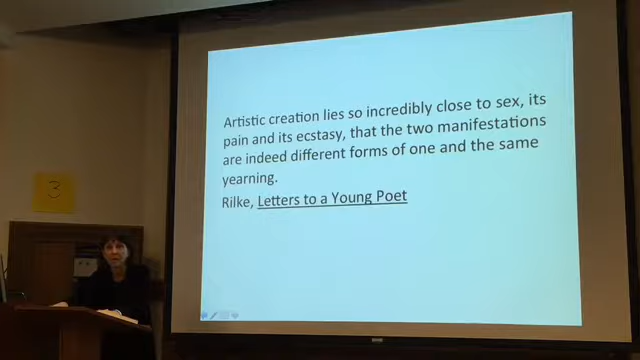 Artistic creation lies so incredibly close to sex, its
pain and its ecstasy, that the two manifestations
are indeed different forms of one and the same
yearning.
Rilke, Letters to a Young Poet
3